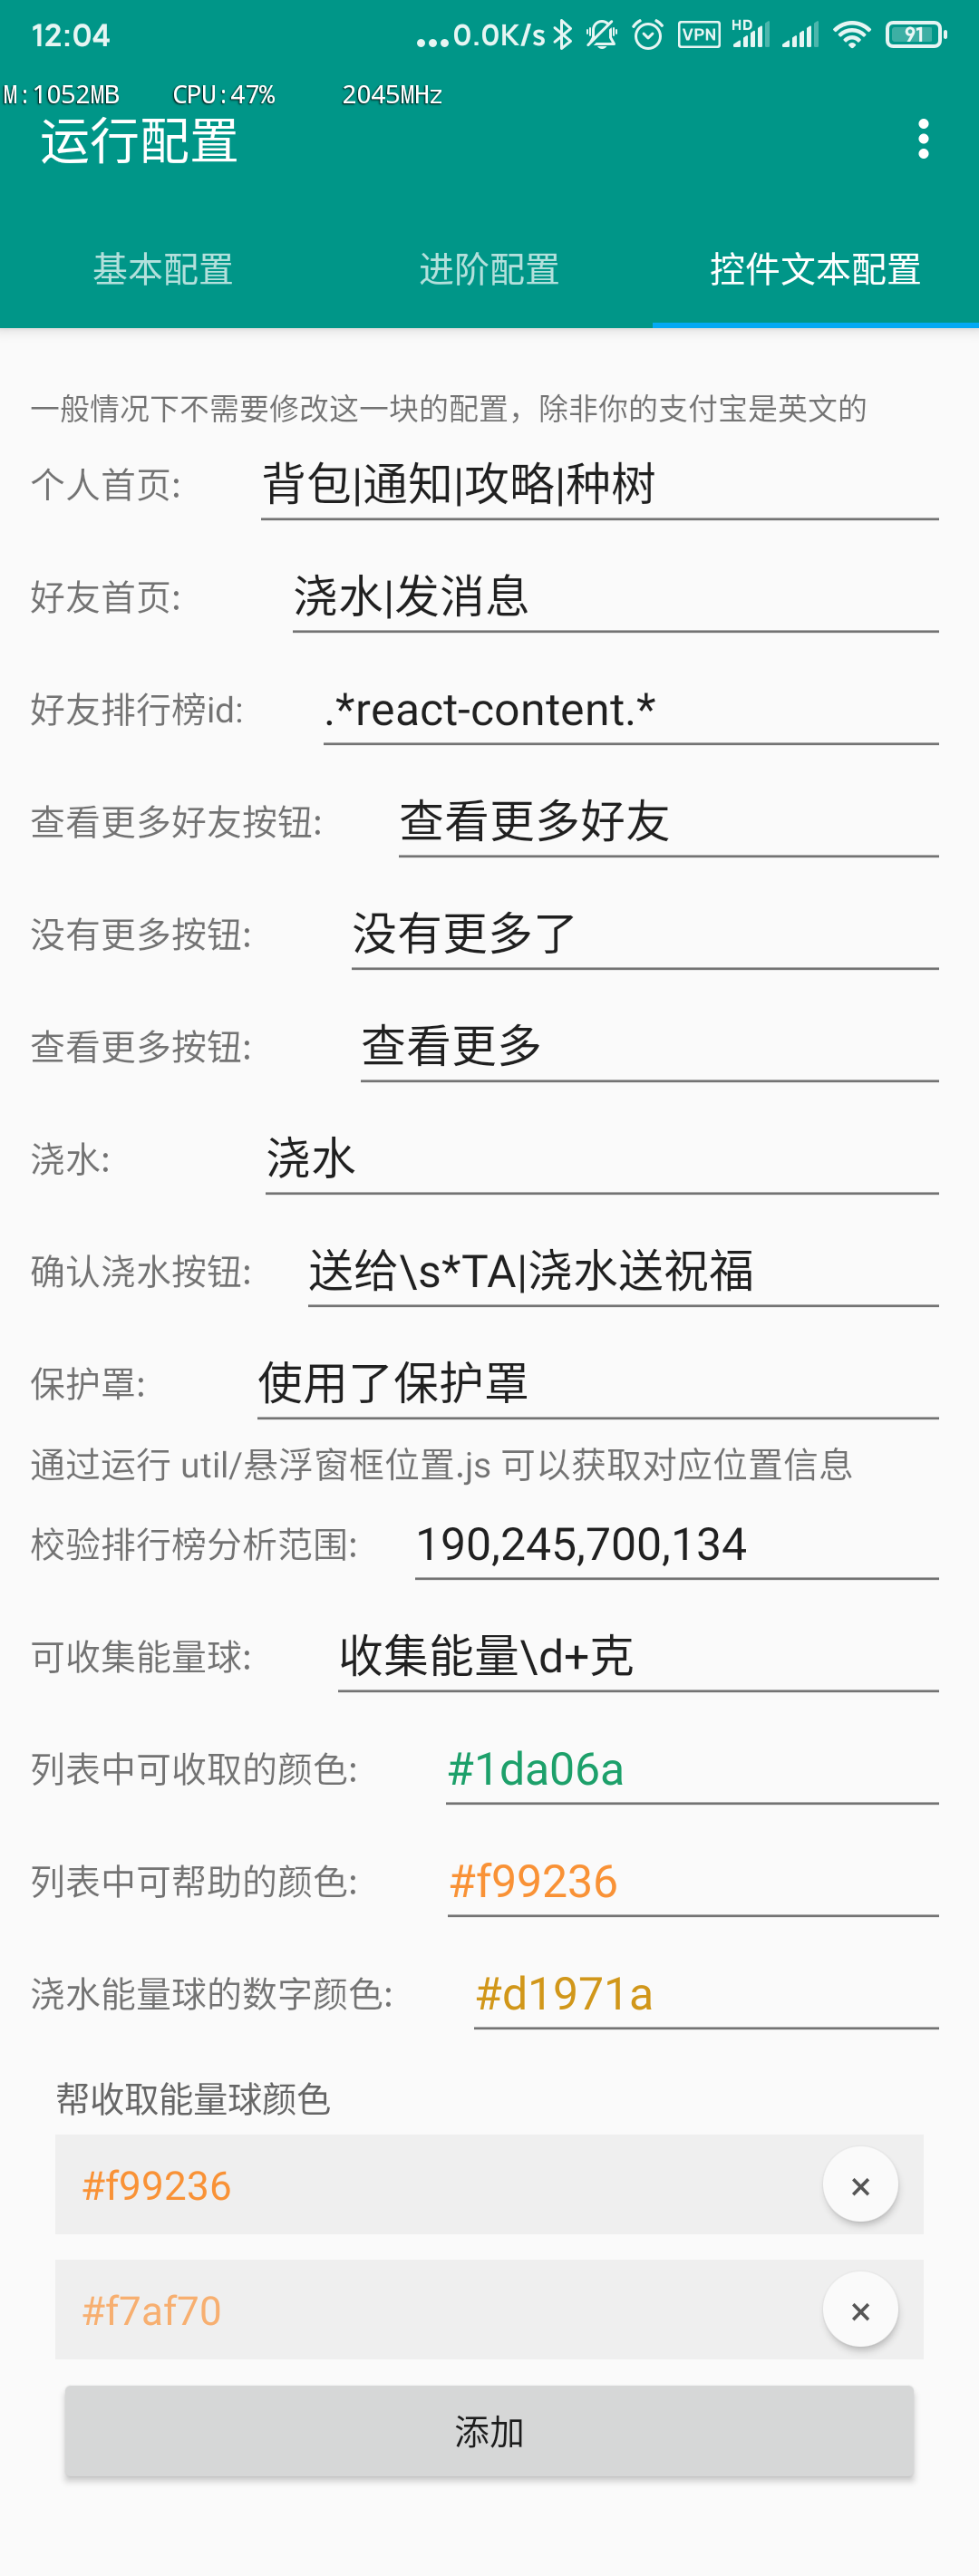 12:04 ...0.0K/s VPN HD 91
M:1052MB CPU:47% 2045MHz
运行配置
基本配置 进阶配置 控件文本配置
一般情况下不需要修改这一块的配置，除非你的支付宝是英文的
个人首页: 背包|通知|攻略|种树
好友首页: 浇水|发消息
好友排行榜id: .*react-content.*
查看更多好友按钮: 查看更多好友
没有更多按钮: 没有更多了
查看更多按钮: 查看更多
浇水: 浇水
确认浇水按钮: 送给\s*TA|浇水送祝福
保护罩: 使用了保护罩
通过运行 util/悬浮窗框位置.js 可以获取对应位置信息
校验排行榜分析范围: 190,245,700,134
可收集能量球: 收集能量\d+克
列表中可收取的颜色: #1da06a
列表中可帮助的颜色: #f99236
浇水能量球的数字颜色: #d1971a
帮收取能量球颜色
#f99236 ×
#f7af70 ×
添加